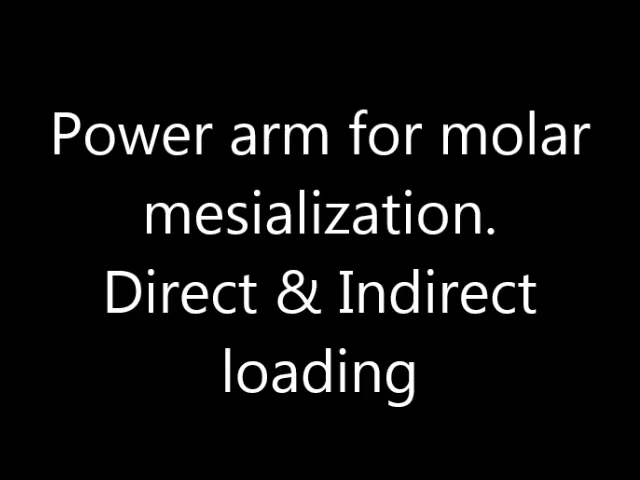 Power arm for molar
mesialization.
Direct & Indirect
loading